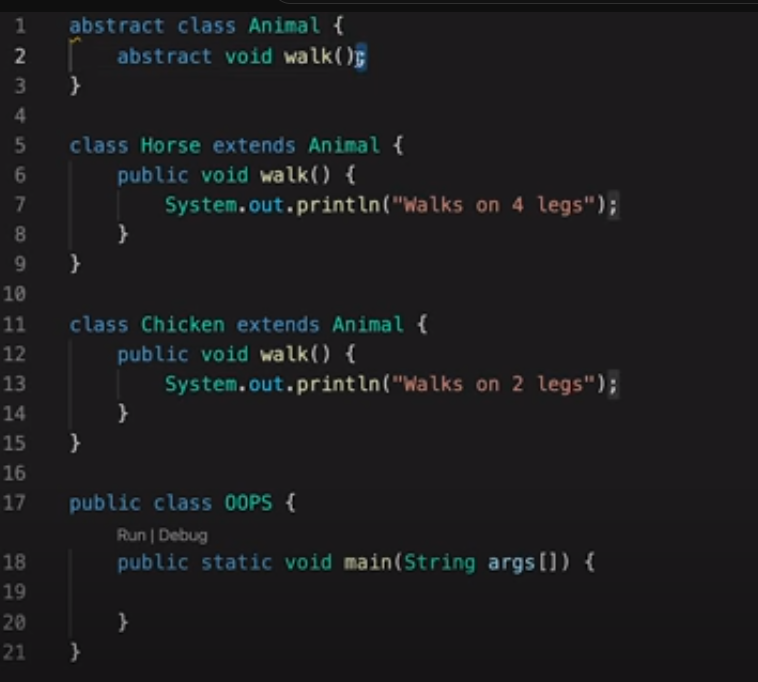 1 abstract class Animal {
2     abstract void walk();
3 }
4
5 class Horse extends Animal {
6     public void walk() {
7         System.out.println("Walks on 4 legs");
8     }
9 }
10
11 class Chicken extends Animal {
12     public void walk() {
13         System.out.println("Walks on 2 legs");
14     }
15 }
16
17 public class OOPS {
Run | Debug
18     public static void main(String args[]) {
19
20     }
21 }